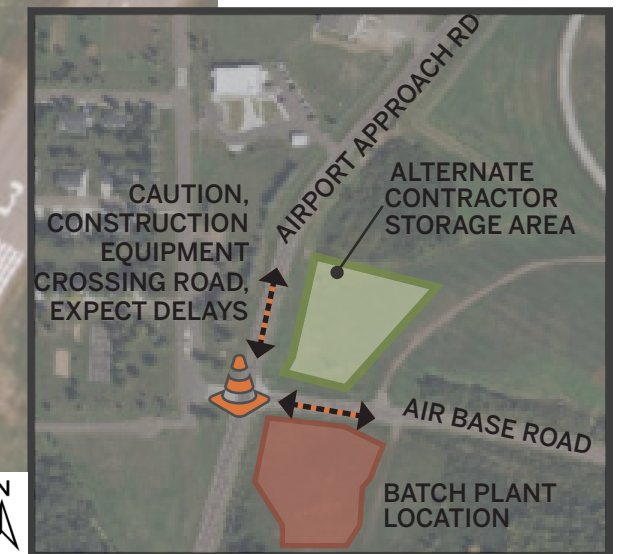 AIRPORT APPROACH RD
ALTERNATE
CONTRACTOR
STORAGE AREA
CAUTION,
CONSTRUCTION
EQUIPMENT
CROSSING ROAD,
EXPECT DELAYS
AIR BASE ROAD
BATCH PLANT
LOCATION
N
3